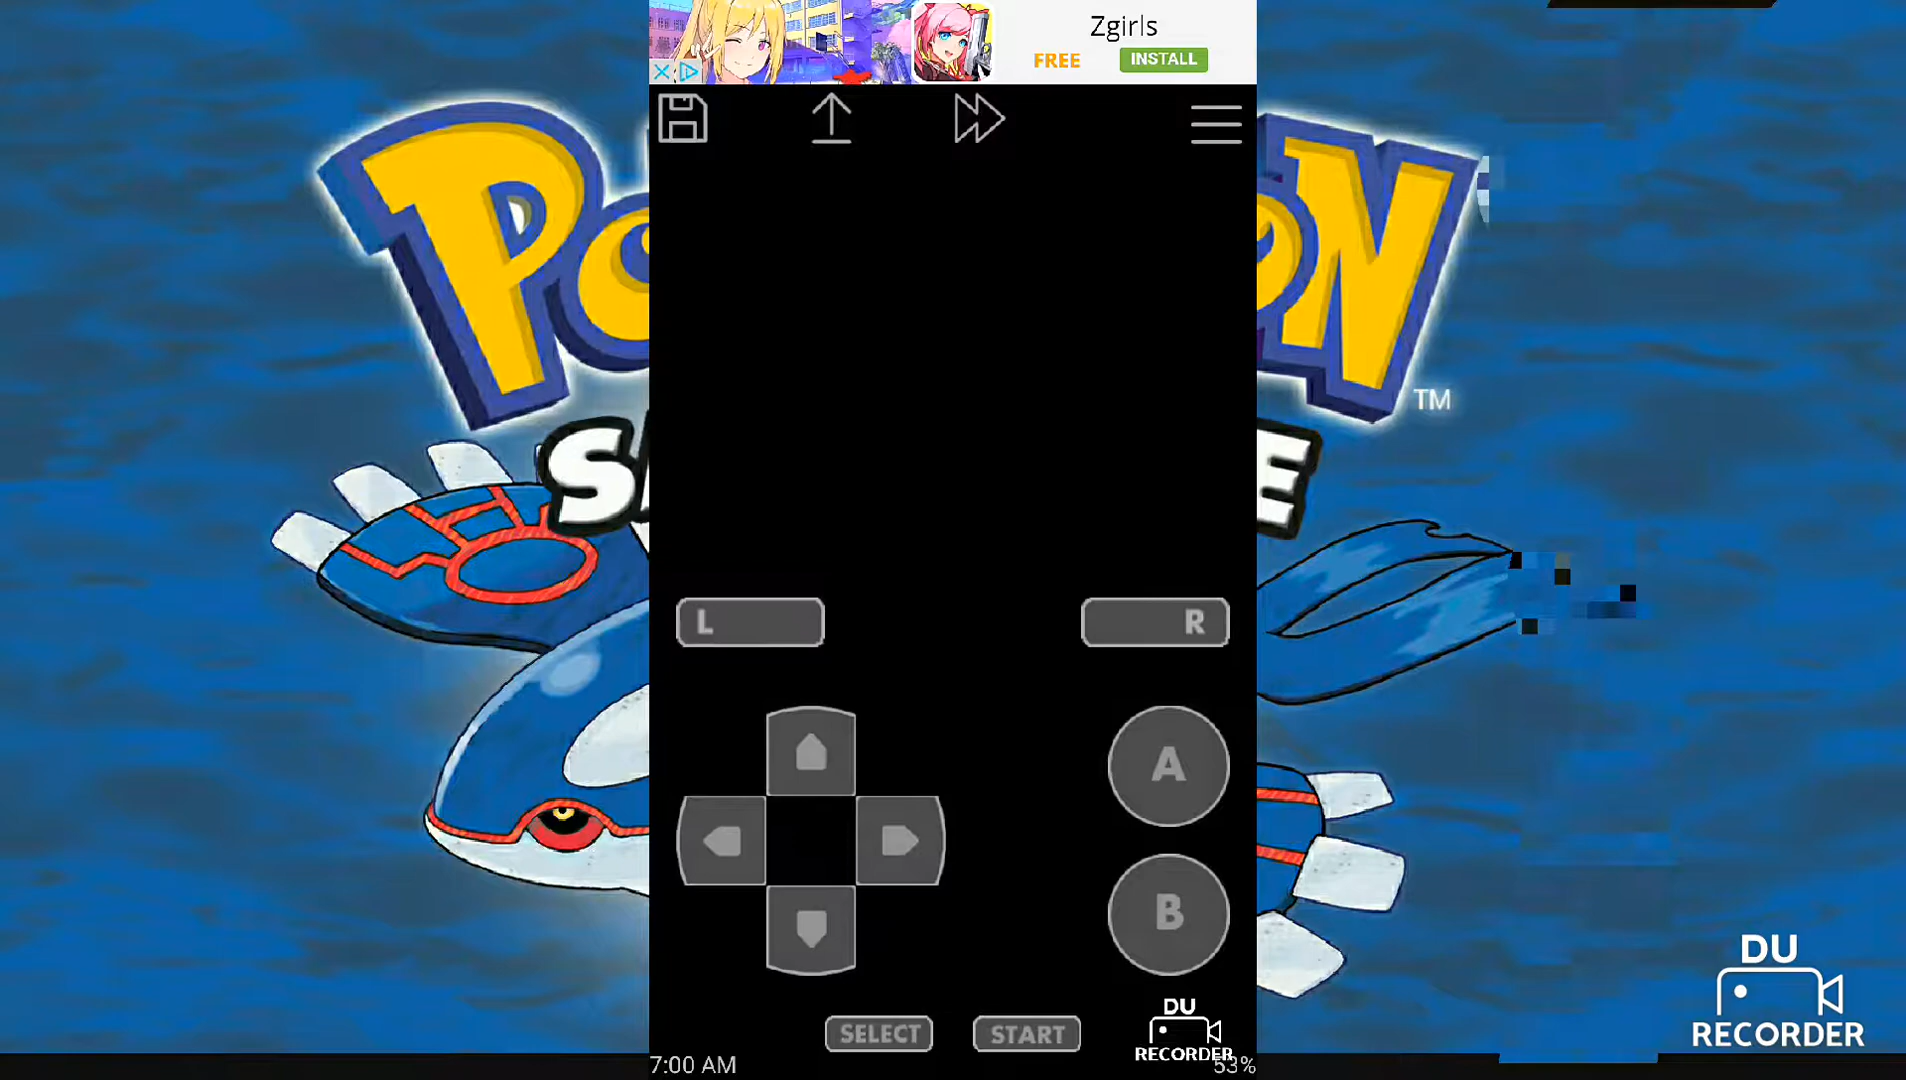 Zgirls
FREE
INSTALL
TM
L
R
A
B
SELECT
START
DU
RECORDER
7:00 AM
53%
DU
RECORDER